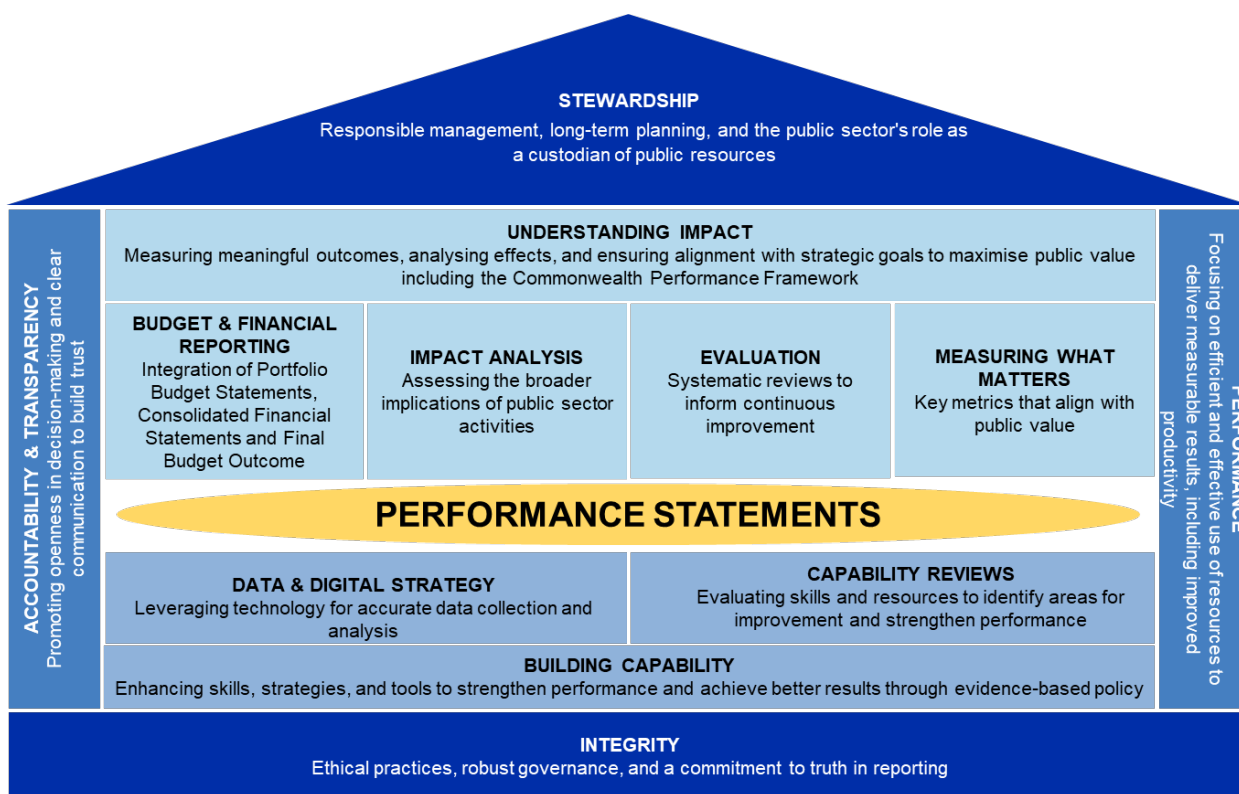 STEWARDSHIP
Responsible management, long-term planning, and the public sector's role as
a custodian of public resources
ACCOUNTABILITY & TRANSPARENCY
Promoting openness in decision-making and clear
communication to build trust
UNDERSTANDING IMPACT
Measuring meaningful outcomes, analysing effects, and ensuring alignment with strategic goals to maximise public value
including the Commonwealth Performance Framework
BUDGET & FINANCIAL
REPORTING
Integration of Portfolio
Budget Statements,
Consolidated Financial
Statements and Final
Budget Outcome
IMPACT ANALYSIS
Assessing the broader
implications of public sector
activities
EVALUATION
Systematic reviews to
inform continuous
improvement
MEASURING WHAT
MATTERS
Key metrics that align with
public value
PERFORMANCE STATEMENTS
DATA & DIGITAL STRATEGY
Leveraging technology for accurate data collection and
analysis
CAPABILITY REVIEWS
Evaluating skills and resources to identify areas for
improvement and strengthen performance
BUILDING CAPABILITY
Enhancing skills, strategies, and tools to strengthen performance and achieve better results through evidence-based policy
PERFORMANCE
Focusing on efficient and effective use of resources to
deliver measurable results, including improved
productivity
INTEGRITY
Ethical practices, robust governance, and a commitment to truth in reporting